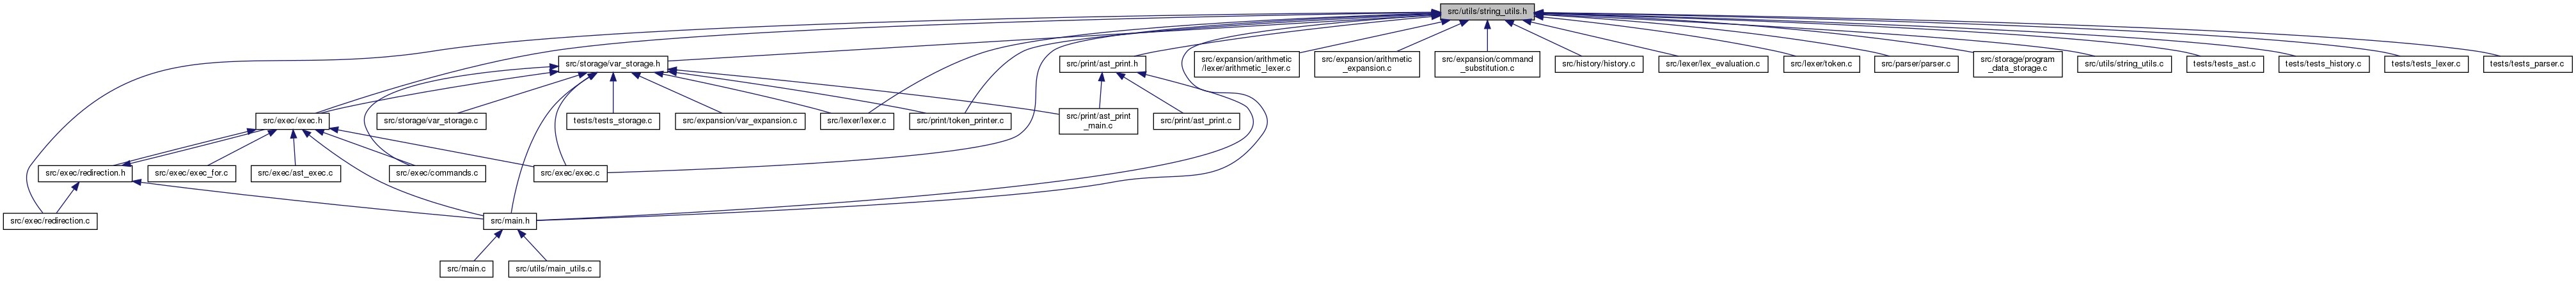 src/utils/string_utils.h
src/storage/var_storage.h
src/print/ast_print.h
src/expansion/arithmetic
/lexer/arithmetic_lexer.c
src/expansion/arithmetic
_expansion.c
src/expansion/command
_substitution.c
src/history/history.c
src/lexer/lex_evaluation.c
src/lexer/token.c
src/parser/parser.c
src/storage/program
_data_storage.c
src/utils/string_utils.c
tests/tests_ast.c
tests/tests_history.c
tests/tests_lexer.c
tests/tests_parser.c
src/exec/exec.h
src/storage/var_storage.c
tests/tests_storage.c
src/expansion/var_expansion.c
src/lexer/lexer.c
src/print/token_printer.c
src/print/ast_print
_main.c
src/print/ast_print.c
src/exec/redirection.h
src/exec/exec_for.c
src/exec/ast_exec.c
src/exec/commands.c
src/exec/exec.c
src/exec/redirection.c
src/main.h
src/main.c
src/utils/main_utils.c